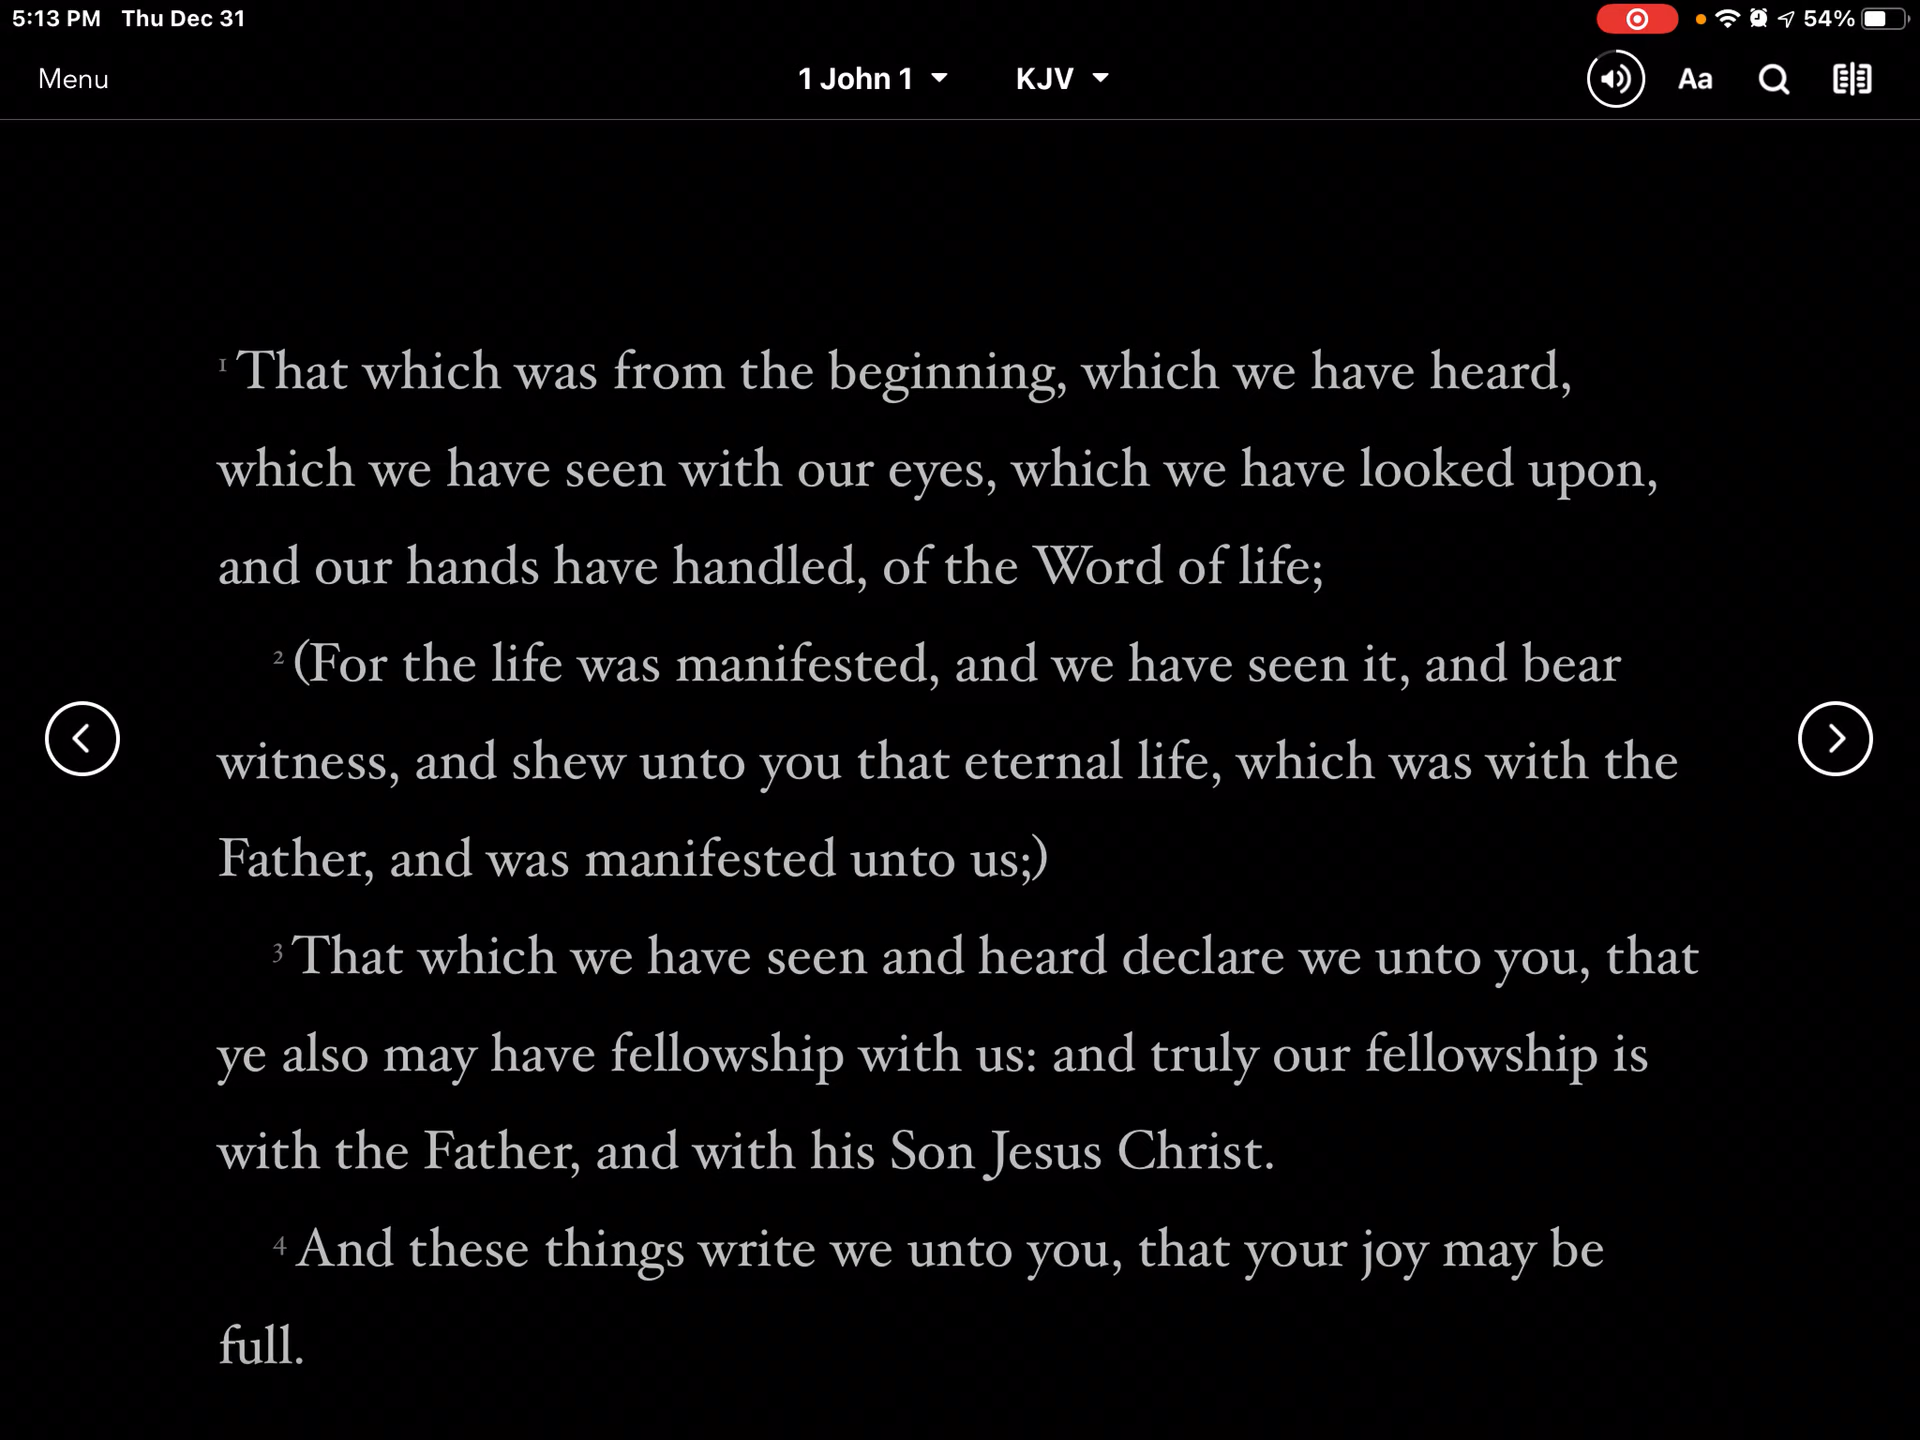 5:13 PM Thu Dec 31 54%
Menu 1 John 1 KJV Aa
1 That which was from the beginning, which we have heard,
which we have seen with our eyes, which we have looked upon,
and our hands have handled, of the Word of life;
2 (For the life was manifested, and we have seen it, and bear
witness, and shew unto you that eternal life, which was with the
Father, and was manifested unto us;)
3 That which we have seen and heard declare we unto you, that
ye also may have fellowship with us: and truly our fellowship is
with the Father, and with his Son Jesus Christ.
4 And these things write we unto you, that your joy may be
full.